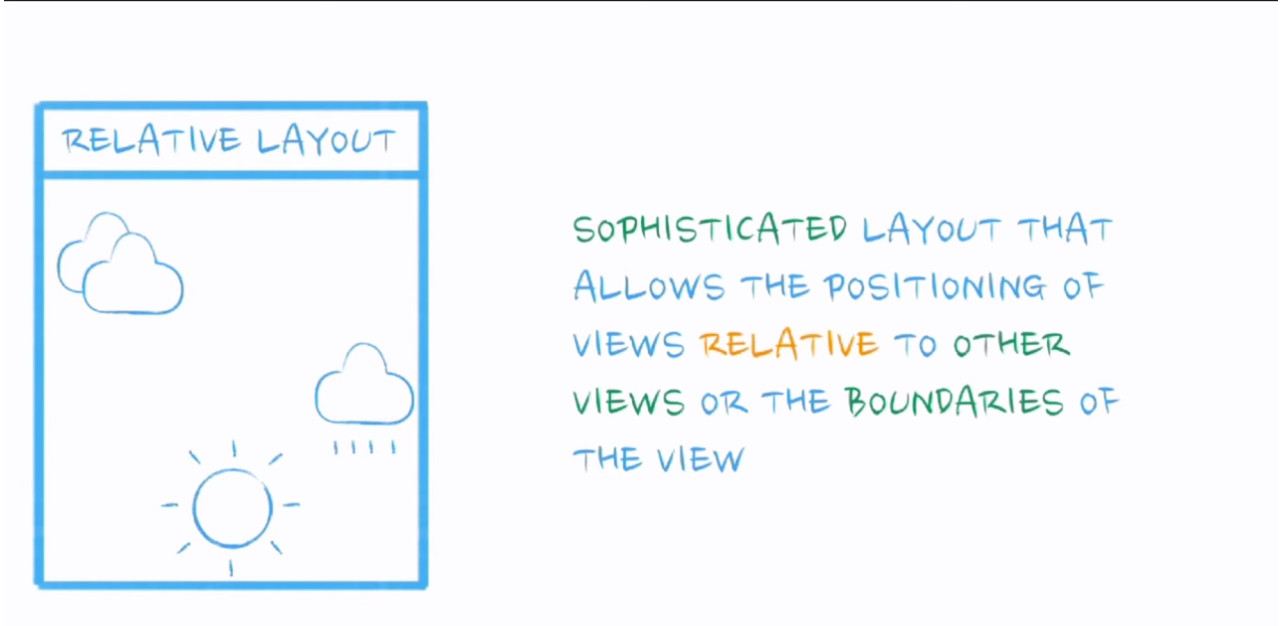 RELATIVE LAYOUT
SOPHISTICATED LAYOUT THAT
ALLOWS THE POSITIONING OF
VIEWS RELATIVE TO OTHER
VIEWS OR THE BOUNDARIES OF
THE VIEW